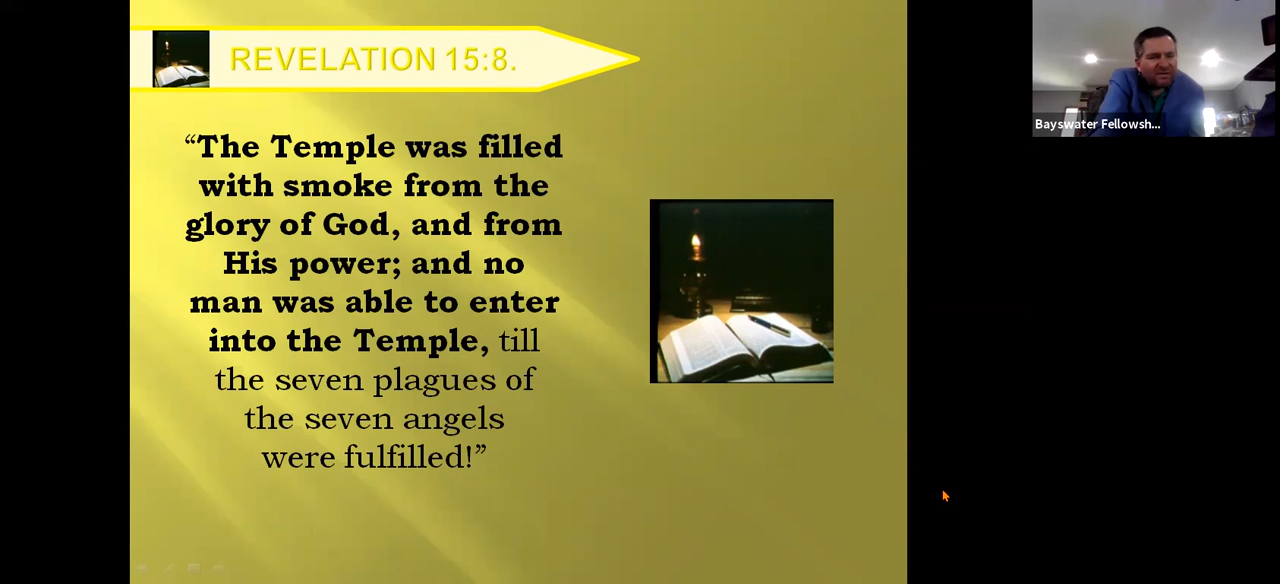 REVELATION 15:8.
“The Temple was filled
with smoke from the
glory of God, and from
His power; and no
man was able to enter
into the Temple, till
the seven plagues of
the seven angels
were fulfilled!”
Bayswater Fellowsh...